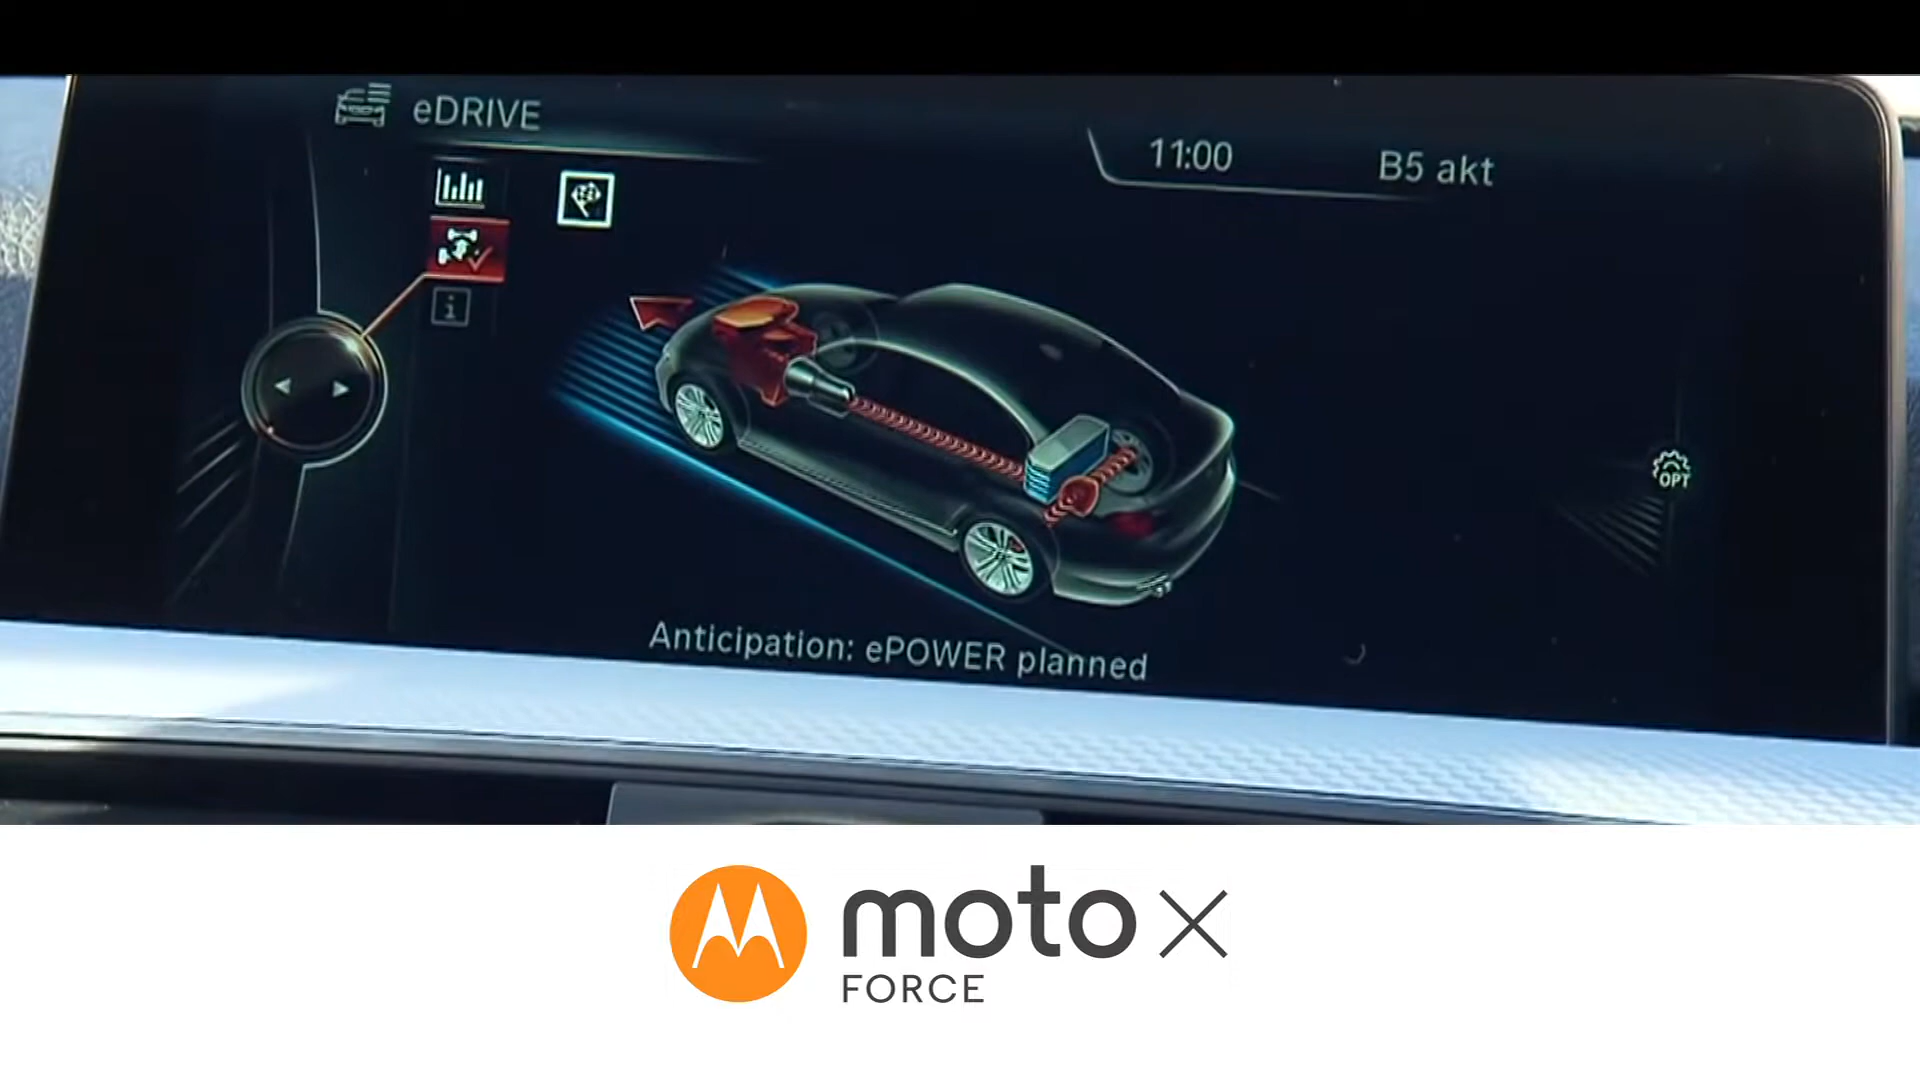 eDRIVE
11:00
B5 akt
i
OPT
Anticipation: ePOWER planned
moto X
FORCE